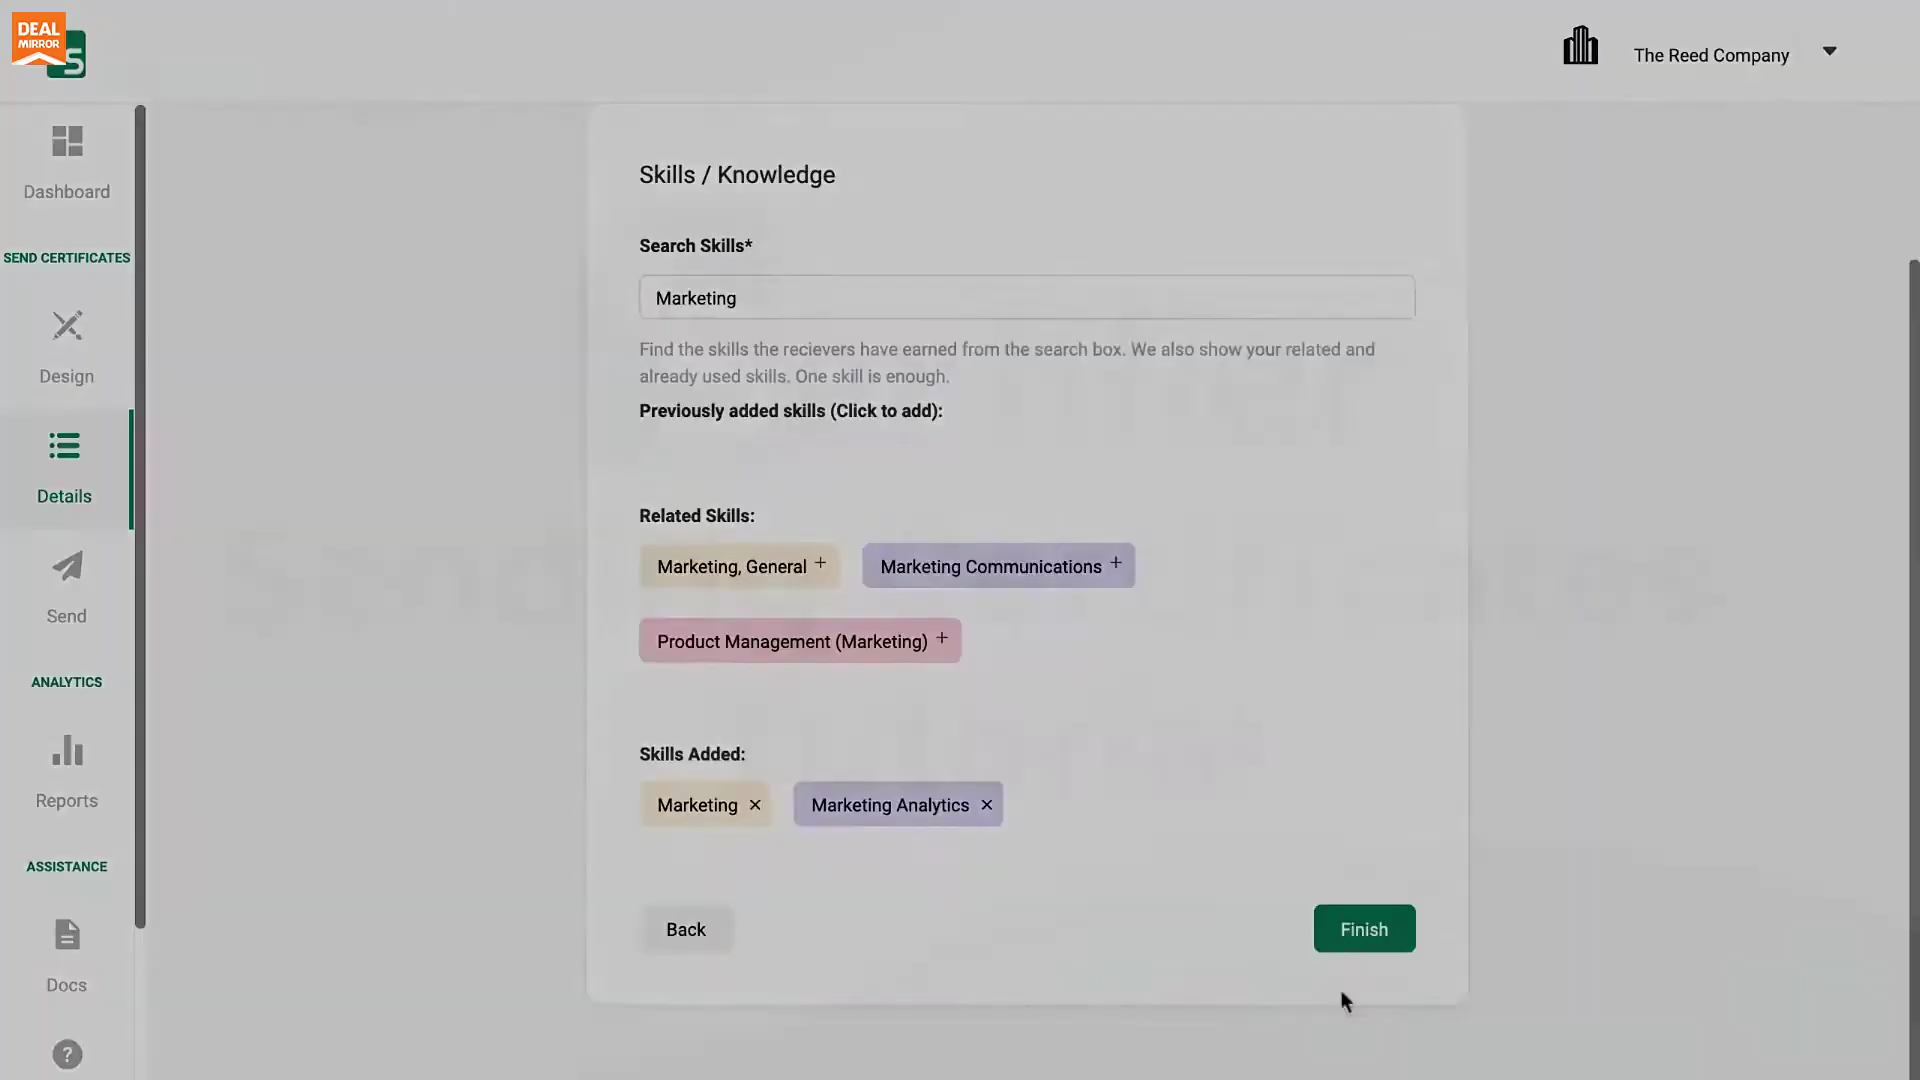 DEAL
MIRROR
S
The Reed Company
Dashboard
SEND CERTIFICATES
Design
Details
Send
ANALYTICS
Reports
ASSISTANCE
Docs
?
Skills / Knowledge
Search Skills*
Marketing
Find the skills the recievers have earned from the search box. We also show your related and
already used skills. One skill is enough.
Previously added skills (Click to add):
Related Skills:
Marketing, General +
Marketing Communications +
Product Management (Marketing) +
Skills Added:
Marketing ×
Marketing Analytics ×
Back
Finish